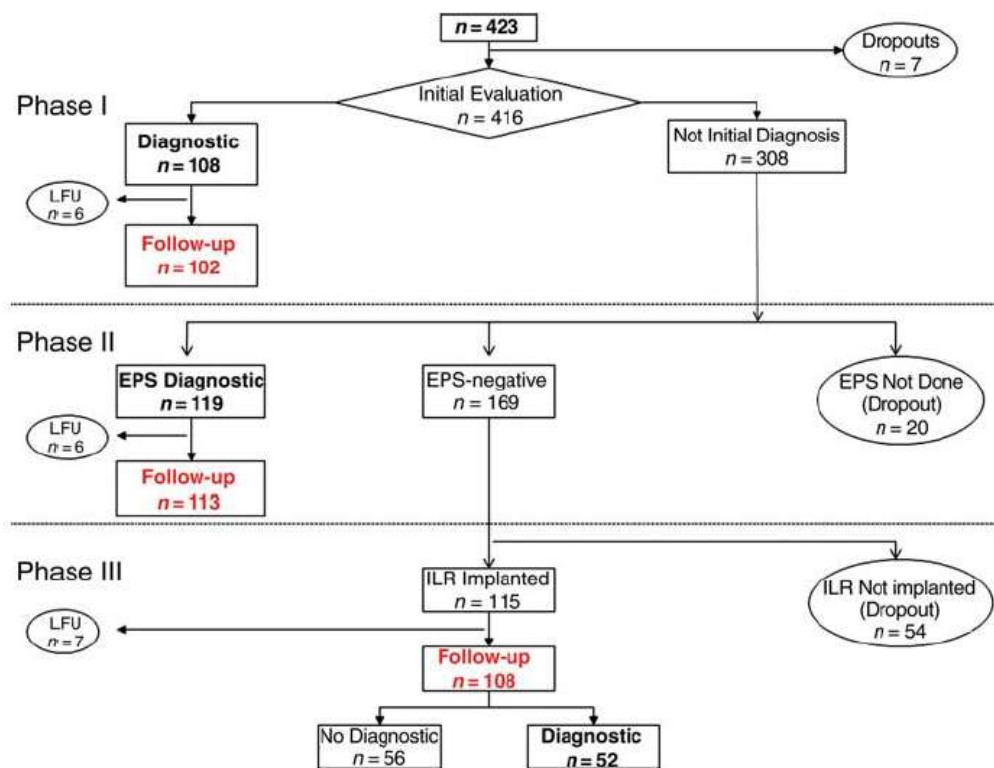 n = 423
Dropouts
n = 7
Phase I
Initial Evaluation
n = 416
Diagnostic
n = 108
Not Initial Diagnosis
n = 308
LFU
n = 6
Follow-up
n = 102
Phase II
EPS Diagnostic
n = 119
EPS-negative
n = 169
EPS Not Done
(Dropout)
n = 20
LFU
n = 6
Follow-up
n = 113
Phase III
ILR Implanted
n = 115
ILR Not implanted
(Dropout)
n = 54
LFU
n = 7
Follow-up
n = 108
No Diagnostic
n = 56
Diagnostic
n = 52